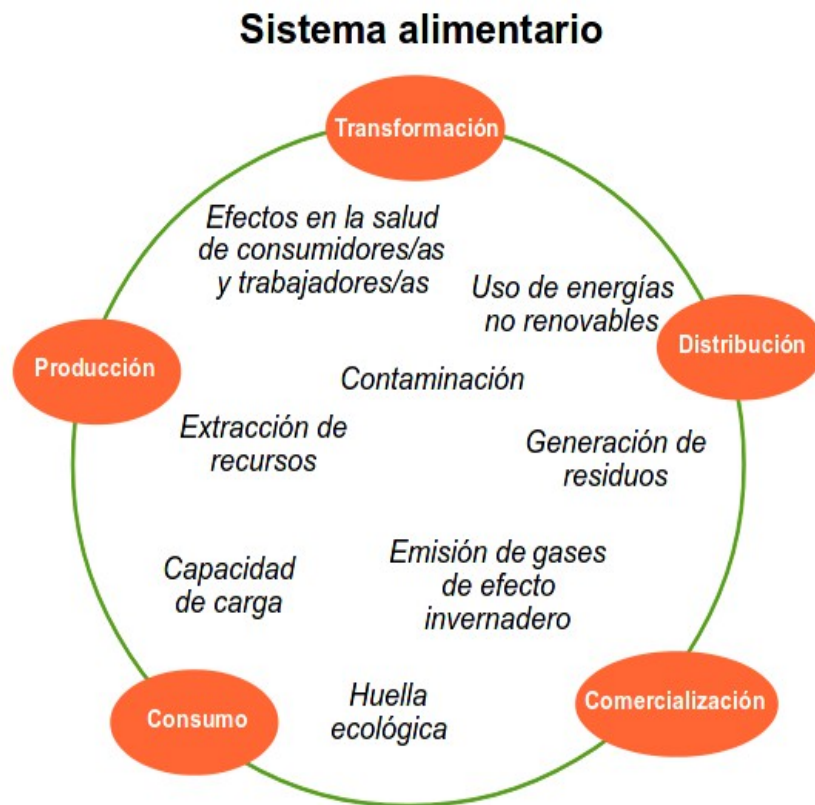 Sistema alimentario
Transformación
Efectos en la salud
de consumidores/as
y trabajadores/as
Uso de energías
no renovables
Distribución
Producción
Contaminación
Extracción de
recursos
Generación de
residuos
Capacidad
de carga
Emisión de gases
de efecto
invernadero
Huella
ecológica
Comercialización
Consumo